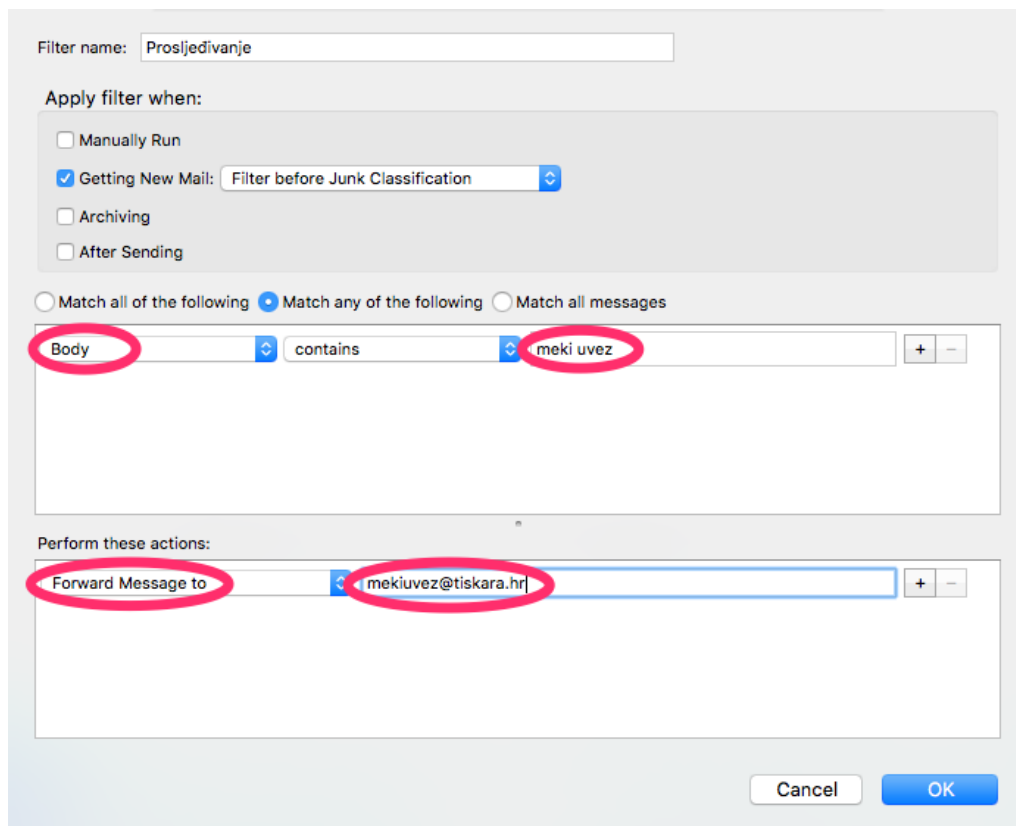 Filter name: Prosljeđivanje
Apply filter when:
Manually Run
Getting New Mail: Filter before Junk Classification
Archiving
After Sending
Match all of the following Match any of the following Match all messages
Body contains meki uvez + −
Perform these actions:
Forward Message to mekiuvez@tiskara.hr + −
Cancel OK